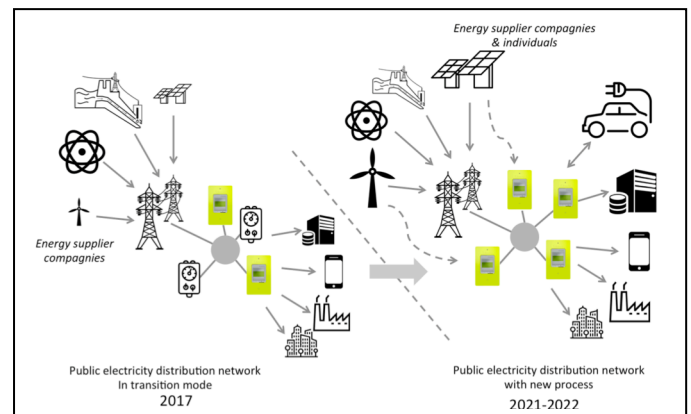 Energy supplier compagnies
& individuals
Energy supplier
compagnies
Public electricity distribution network
In transition mode
2017
Public electricity distribution network
with new process
2021-2022